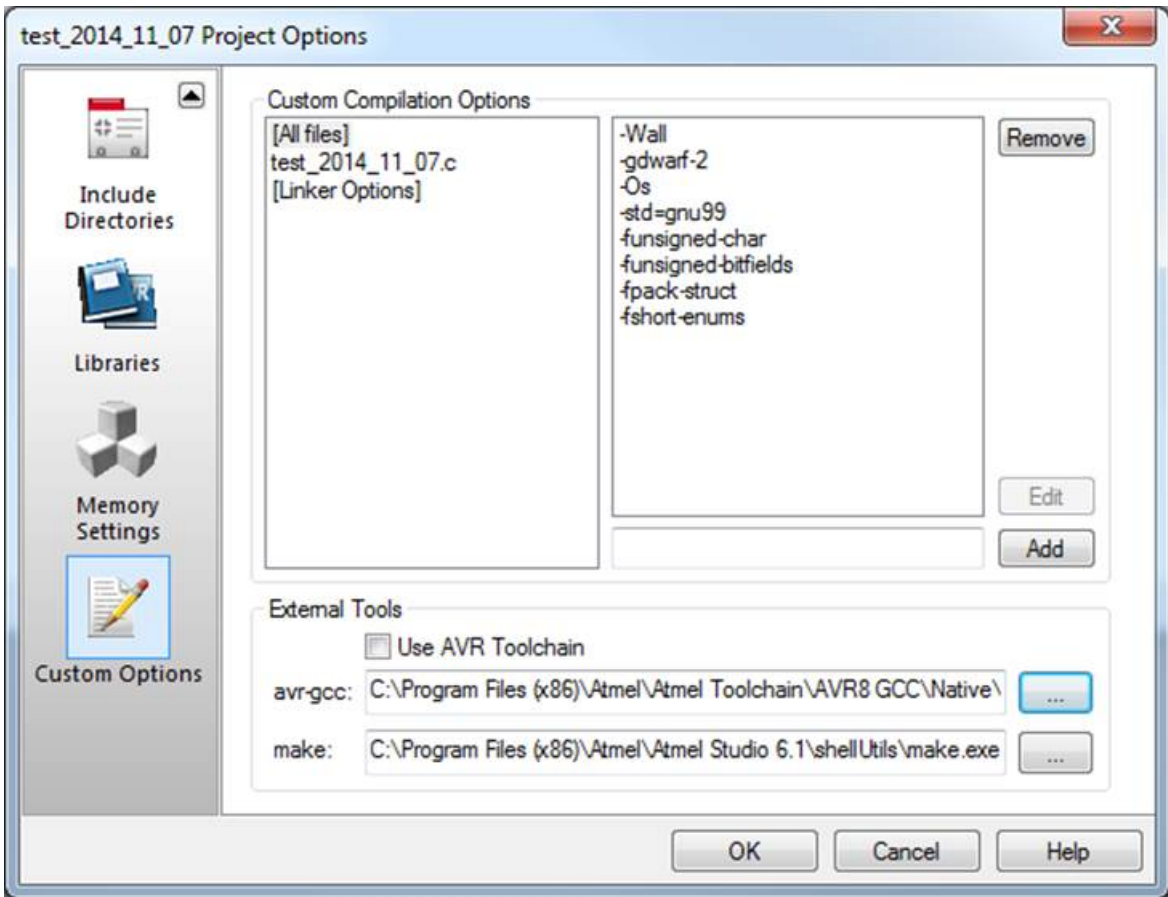 test_2014_11_07 Project Options
Include
Directories
Libraries
Memory
Settings
Custom Options
Custom Compilation Options
[All files]
test_2014_11_07.c
[Linker Options]
-Wall
-gdwarf-2
-Os
-std=gnu99
-funsigned-char
-funsigned-bitfields
-fpack-struct
-fshort-enums
Remove
Edit
Add
External Tools
Use AVR Toolchain
avr-gcc: C:\Program Files (x86)\Atmel\Atmel Toolchain\AVR8 GCC\Native\ ...
make: C:\Program Files (x86)\Atmel\Atmel Studio 6.1\shellUtils\make.exe ...
OK Cancel Help